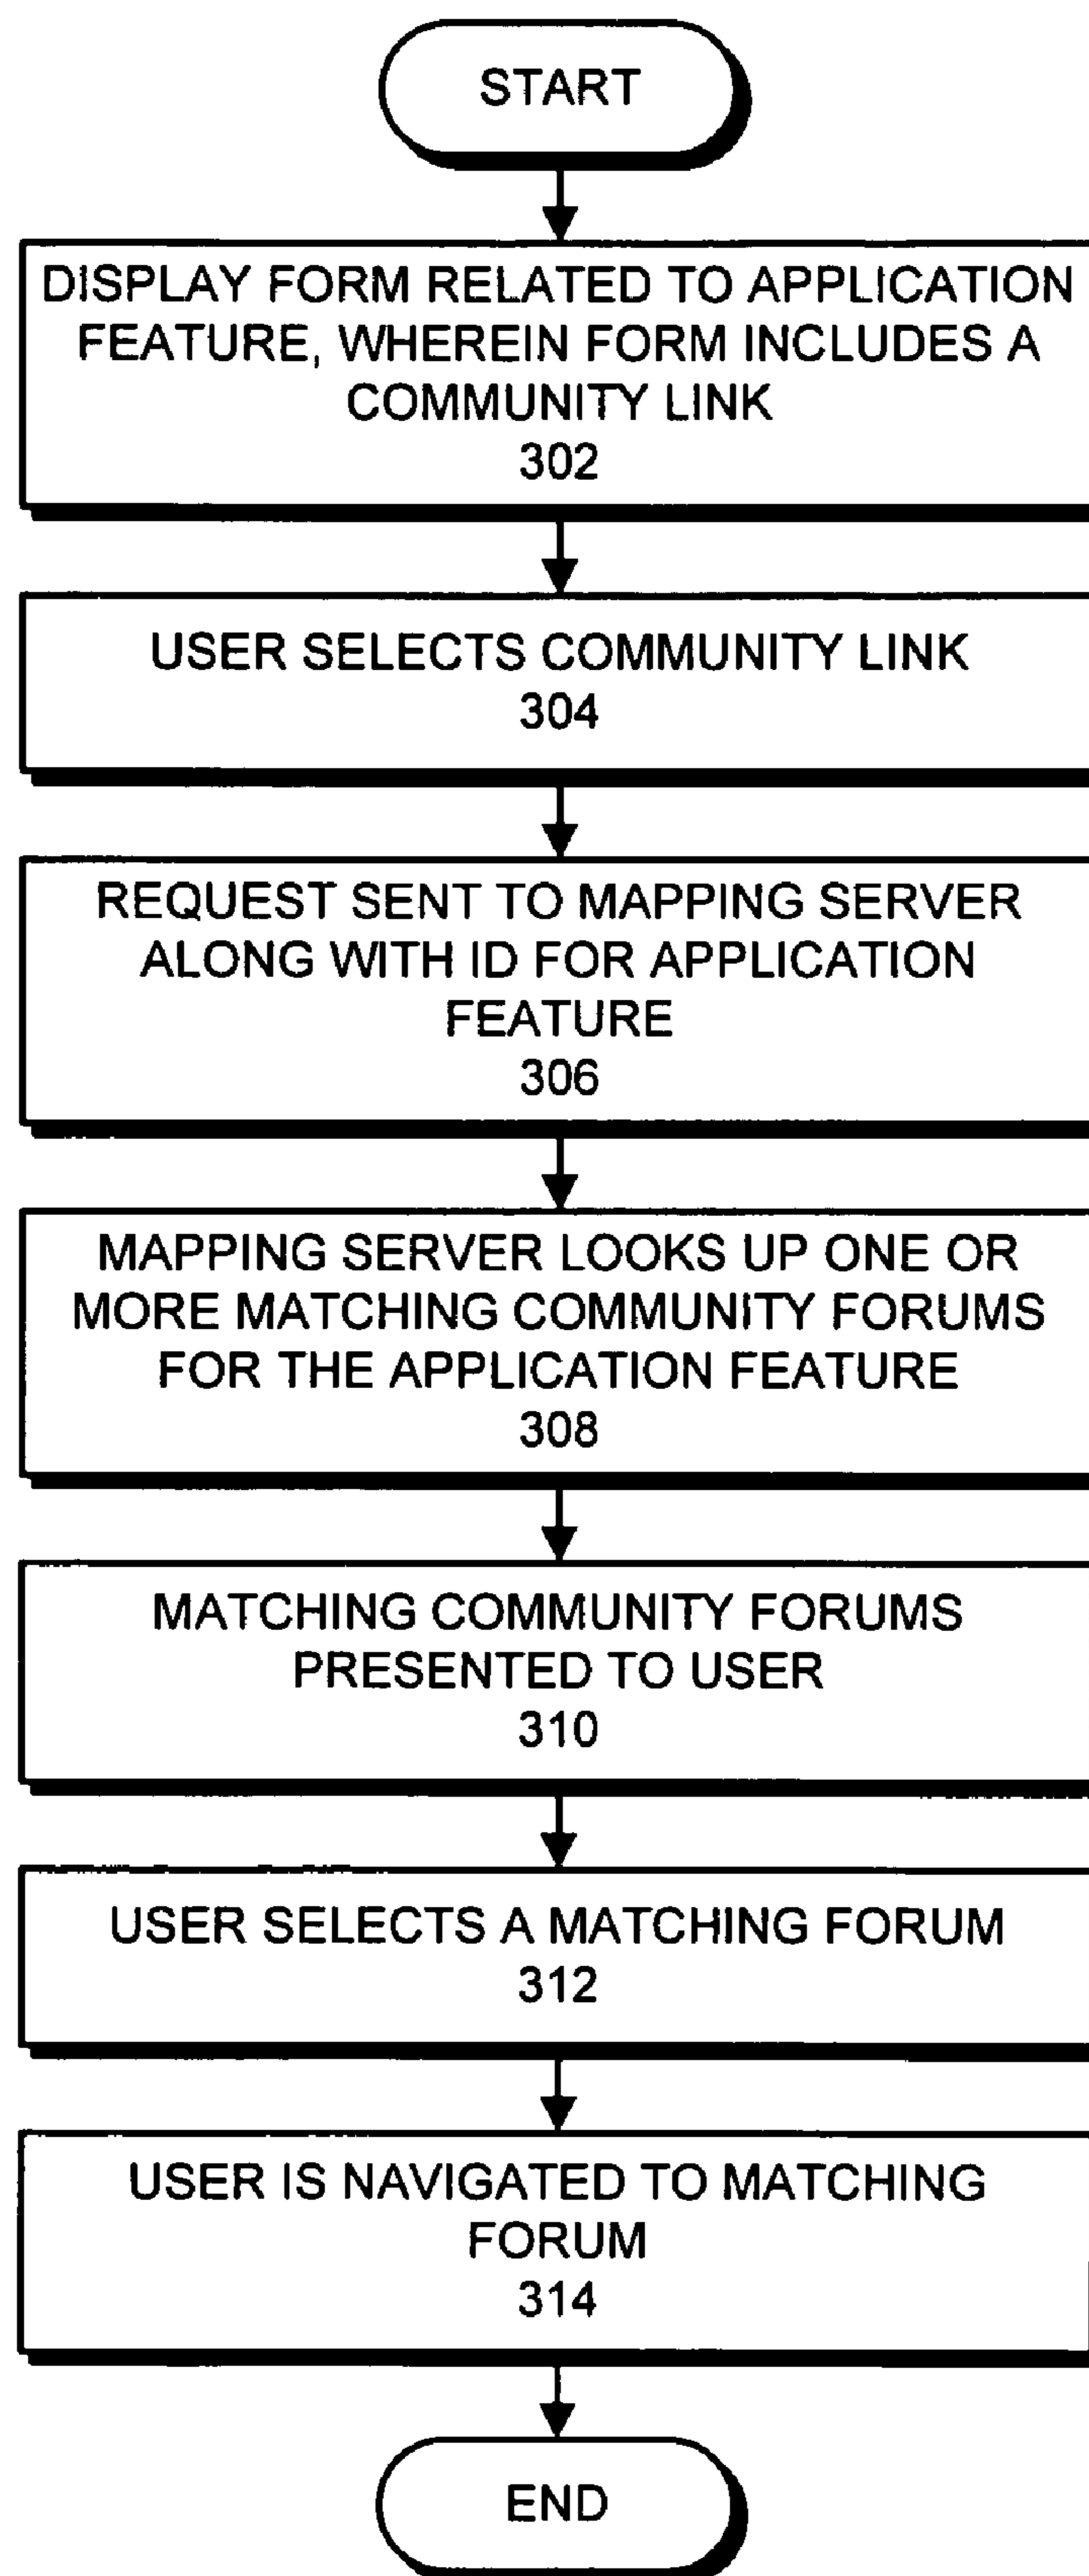 START
DISPLAY FORM RELATED TO APPLICATION
FEATURE, WHEREIN FORM INCLUDES A
COMMUNITY LINK
302
USER SELECTS COMMUNITY LINK
304
REQUEST SENT TO MAPPING SERVER
ALONG WITH ID FOR APPLICATION
FEATURE
306
MAPPING SERVER LOOKS UP ONE OR
MORE MATCHING COMMUNITY FORUMS
FOR THE APPLICATION FEATURE
308
MATCHING COMMUNITY FORUMS
PRESENTED TO USER
310
USER SELECTS A MATCHING FORUM
312
USER IS NAVIGATED TO MATCHING
FORUM
314
END